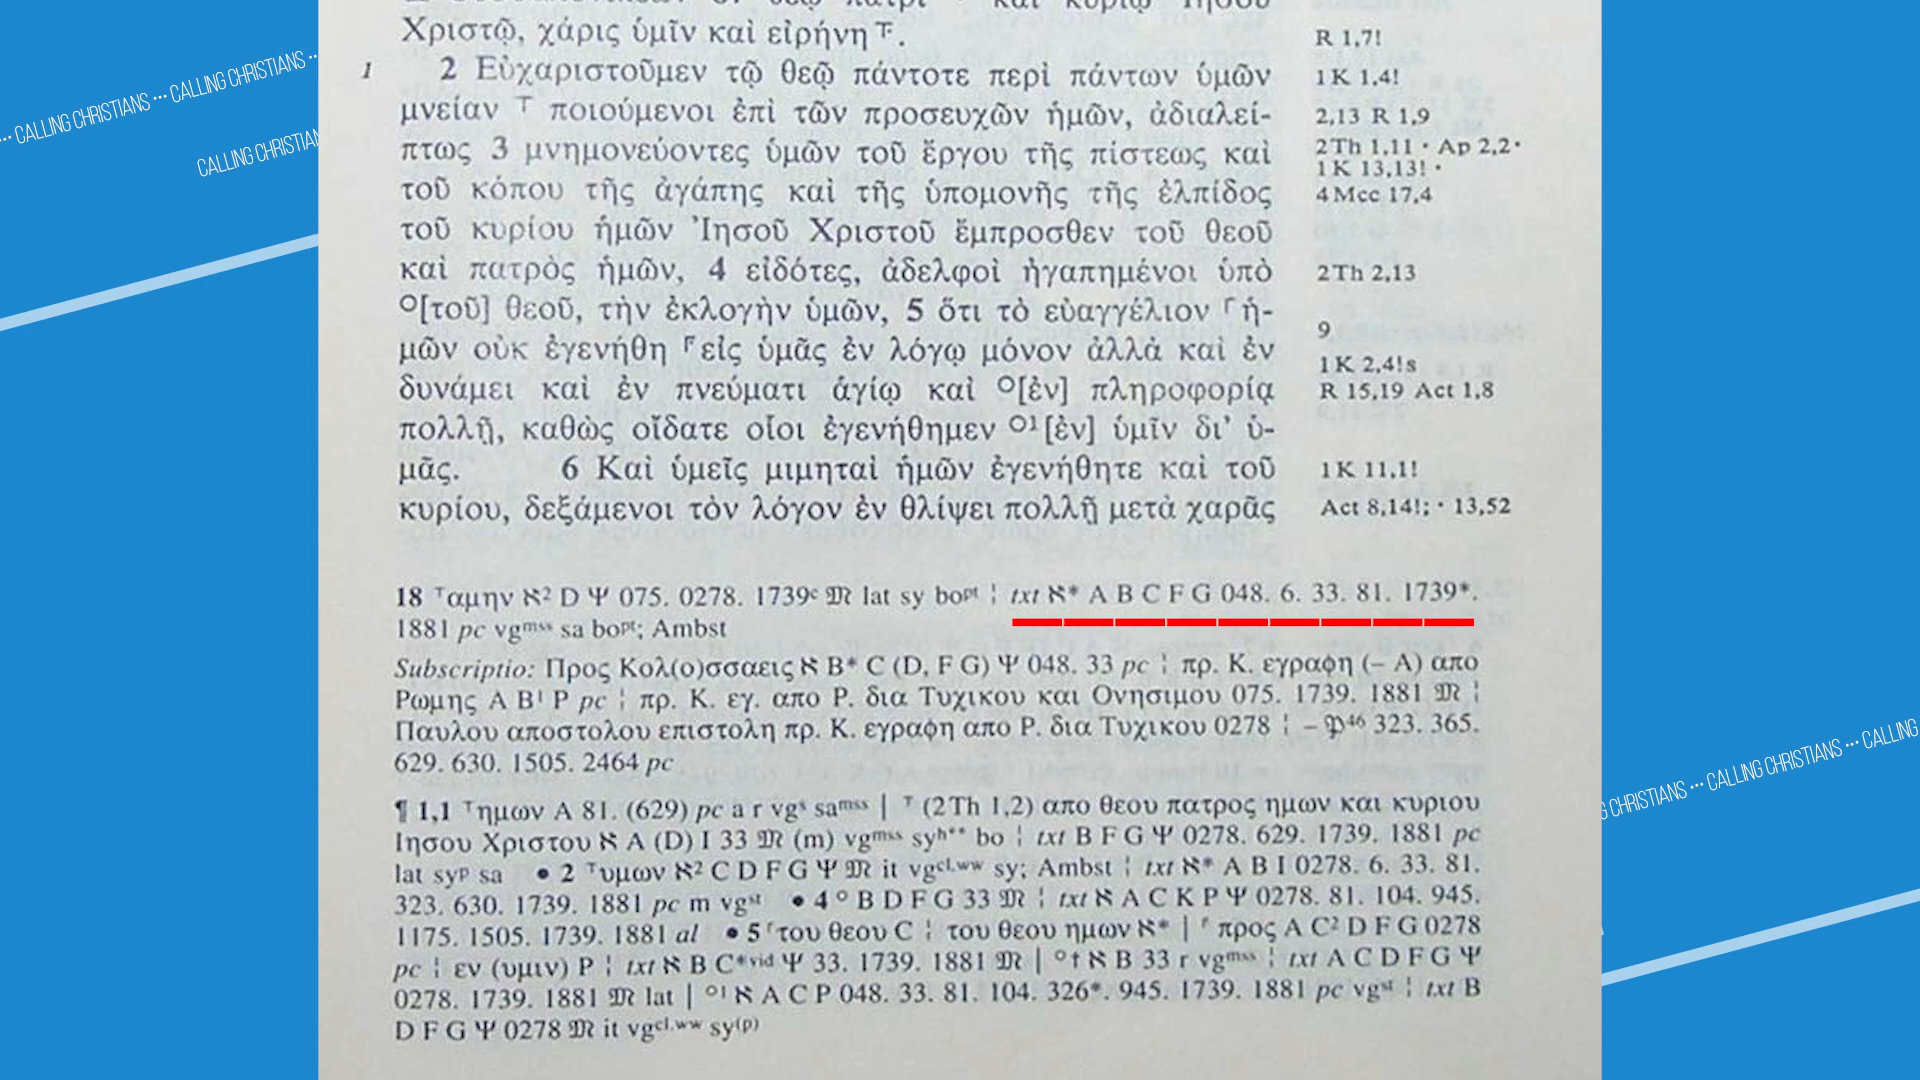 Χριστῷ, χάρις ὑμῖν καὶ εἰρήνη ⸆.
R 1,7!
1
2 Εὐχαριστοῦμεν τῷ θεῷ πάντοτε περὶ πάντων ὑμῶν
1 K 1,4!
μνείαν ⸆ ποιούμενοι ἐπὶ τῶν προσευχῶν ἡμῶν, ἀδιαλεί-
2,13 R 1,9
πτως 3 μνημονεύοντες ὑμῶν τοῦ ἔργου τῆς πίστεως καὶ
2Th 1,11 · Ap 2,2 ·
1 K 13,13! ·
τοῦ κόπου τῆς ἀγάπης καὶ τῆς ὑπομονῆς τῆς ἐλπίδος
4 Mcc 17,4
τοῦ κυρίου ἡμῶν Ἰησοῦ Χριστοῦ ἔμπροσθεν τοῦ θεοῦ
καὶ πατρὸς ἡμῶν, 4 εἰδότες, ἀδελφοὶ ἠγαπημένοι ὑπὸ
2Th 2,13
⸰[τοῦ] θεοῦ, τὴν ἐκλογὴν ὑμῶν, 5 ὅτι τὸ εὐαγγέλιον ⸀ἡ-
9
μῶν οὐκ ἐγενήθη ⸁εἰς ὑμᾶς ἐν λόγῳ μόνον ἀλλὰ καὶ ἐν
1 K 2,4!s
δυνάμει καὶ ἐν πνεύματι ἁγίῳ καὶ ⸰[ἐν] πληροφορίᾳ
R 15,19 Act 1,8
πολλῇ, καθὼς οἴδατε οἷοι ἐγενήθημεν ⸰¹[ἐν] ὑμῖν δι’ ὑ-
μᾶς. 6 Καὶ ὑμεῖς μιμηταὶ ἡμῶν ἐγενήθητε καὶ τοῦ
1 K 11,1!
κυρίου, δεξάμενοι τὸν λόγον ἐν θλίψει πολλῇ μετὰ χαρᾶς
Act 8,14!; · 13,52
18 ⸆αμην ℵ² D Ψ 075. 0278. 1739ᶜ 𝔐 lat sy boᵖᵗ ¦ txt ℵ* A B C F G 048. 6. 33. 81. 1739*.
1881 pc vgᵐˢˢ sa boᵖᵗ; Ambst
Subscriptio: Προς Κολ(ο)σσαεις ℵ B* C (D, F G) Ψ 048. 33 pc ¦ πρ. Κ. εγραφη (– A) απο
Ρωμης A B¹ P pc ¦ πρ. Κ. εγ. απο Ρ. δια Τυχικου και Ονησιμου 075. 1739. 1881 𝔐 ¦
Παυλου αποστολου επιστολη πρ. Κ. εγραφη απο Ρ. δια Τυχικου 0278 ¦ – 𝔓⁴⁶ 323. 365.
629. 630. 1505. 2464 pc
¶ 1,1 ⸆ημων A 81. (629) pc a r vgˢ saᵐˢˢ | ⸆ (2Th 1,2) απο θεου πατρος ημων και κυριου
Ιησου Χριστου ℵ A (D) I 33 𝔐 (m) vgᵐˢˢ syʰ** bo ¦ txt B F G Ψ 0278. 629. 1739. 1881 pc
lat syᵖ sa • 2 ⸆υμων ℵ² C D F G Ψ 𝔐 it vgᶜˡ·ʷʷ sy; Ambst ¦ txt ℵ* A B I 0278. 6. 33. 81.
323. 630. 1739. 1881 pc m vgˢᵗ • 4 ⸰ B D F G 33 𝔐 ¦ txt ℵ A C K P Ψ 0278. 81. 104. 945.
1175. 1505. 1739. 1881 al • 5 ⸀του θεου C ¦ του θεου ημων ℵ* | ⸁ προς A C² D F G 0278
pc ¦ εν (υμιν) P ¦ txt ℵ B C*ᵛⁱᵈ Ψ 33. 1739. 1881 𝔐 | ⸰† ℵ B 33 r vgᵐˢˢ ¦ txt A C D F G Ψ
0278. 1739. 1881 𝔐 lat | ⸰¹ ℵ A C P 048. 33. 81. 104. 326*. 945. 1739. 1881 pc vgˢᵗ ¦ txt B
D F G Ψ 0278 𝔐 it vgᶜˡ·ʷʷ sy⁽ᵖ⁾
••• CALLING CHRISTIANS ••• CALLING CHRISTIANS ••
CALLING CHRISTIAN
G CHRISTIANS ••• CALLING CHRISTIANS ••• CALLING